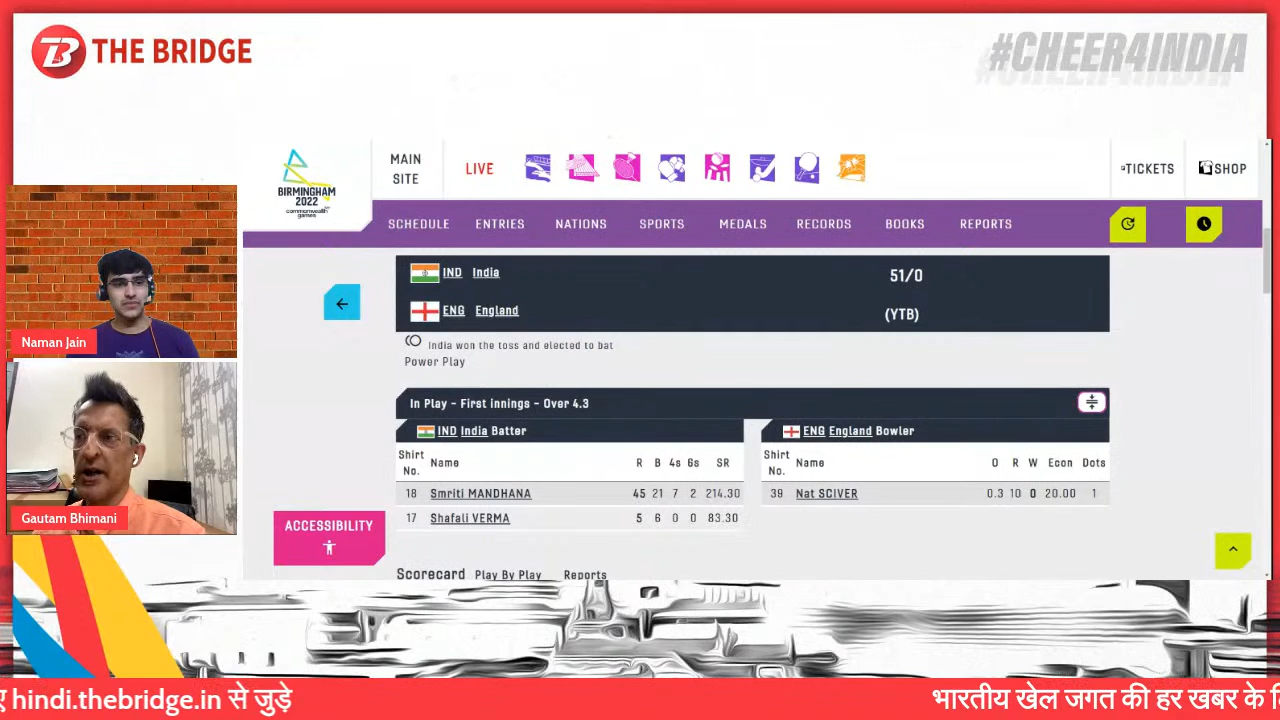 THE BRIDGE
#CHEER4INDIA
BIRMINGHAM
2022
commonwealth
games
MAIN
SITE
LIVE
TICKETS
SHOP
SCHEDULE ENTRIES NATIONS SPORTS MEDALS RECORDS BOOKS REPORTS
IND India 51/0
ENG England (YTB)
India won the toss and elected to bat
Power Play
In Play - First innings - Over 4.3
IND India Batter
Shirt No. Name R B 4s 6s SR
18 Smriti MANDHANA 45 21 7 2 214.30
17 Shafali VERMA 5 6 0 0 83.30
ENG England Bowler
Shirt No. Name O R W Econ Dots
39 Nat SCIVER 0.3 10 0 20.00 1
ACCESSIBILITY
Scorecard Play By Play Reports
Naman Jain
Gautam Bhimani
hindi.thebridge.in से जुड़े
भारतीय खेल जगत की हर खबर के